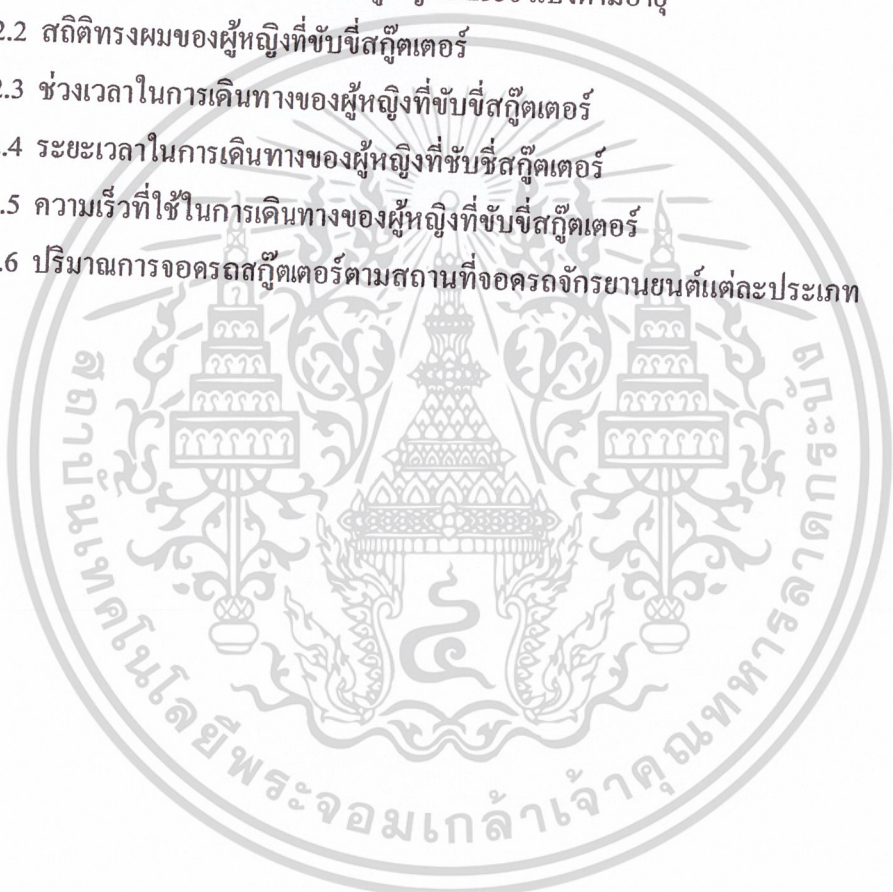 แบ่งตามอายุ
2.2 สถิติทรงผมของผู้หญิงที่ขับขี่สกู๊ตเตอร์
2.3 ช่วงเวลาในการเดินทางของผู้หญิงที่ขับขี่สกู๊ตเตอร์
.4 ระยะเวลาในการเดินทางของผู้หญิงที่ขับขี่สกู๊ตเตอร์
.5 ความเร็วที่ใช้ในการเดินทางของผู้หญิงที่ขับขี่สกู๊ตเตอร์
.6 ปริมาณการจอดรถสกู๊ตเตอร์ตามสถานที่จอดรถจักรยานยนต์แต่ละประเภท
สถาบันเทคโนโลยีพระจอมเกล้าเจ้าคุณทหารลาดกระบัง